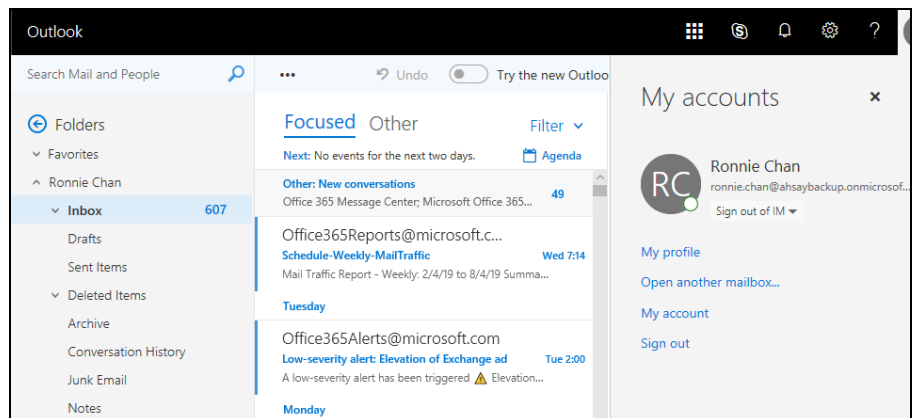 Outlook
?
Search Mail and People
Folders
Favorites
Ronnie Chan
Inbox 607
Drafts
Sent Items
Deleted Items
Archive
Conversation History
Junk Email
Notes
••• Undo Try the new Outloo
Focused Other Filter
Next: No events for the next two days. Agenda
Other: New conversations 49
Office 365 Message Center; Microsoft Office 365...
Office365Reports@microsoft.c...
Schedule-Weekly-MailTraffic Wed 7:14
Mail Traffic Report - Weekly: 2/4/19 to 8/4/19 Summa...
Tuesday
Office365Alerts@microsoft.com
Low-severity alert: Elevation of Exchange ad Tue 2:00
A low-severity alert has been triggered ⚠ Elevation...
Monday
My accounts ×
RC
Ronnie Chan
ronnie.chan@ahsaybackup.onmicrosof...
Sign out of IM
My profile
Open another mailbox...
My account
Sign out